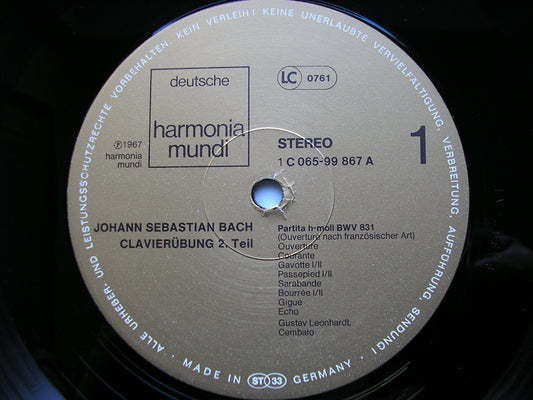 ALLE URHEBER- UND LEISTUNGSSCHUTZRECHTE VORBEHALTEN. KEIN VERLEIH! KEINE UNERLAUBTE VERVIELFÄLTIGUNG, VERBREITUNG, AUFFÜHRUNG, SENDUNG!
deutsche
harmonia
mundi
LC 0761
Ⓟ1967
harmonia
mundi
STEREO
1 C 065-99 867 A
1
JOHANN SEBASTIAN BACH
CLAVIERÜBUNG 2. Teil
Partita h-moll BWV 831
(Ouverture nach französischer Art)
Ouverture
Courante
Gavotte I/II
Passepied I/II
Sarabande
Bourrée I/II
Gigue
Echo
Gustav Leonhardt,
Cembalo
MADE IN ST 33 GERMANY